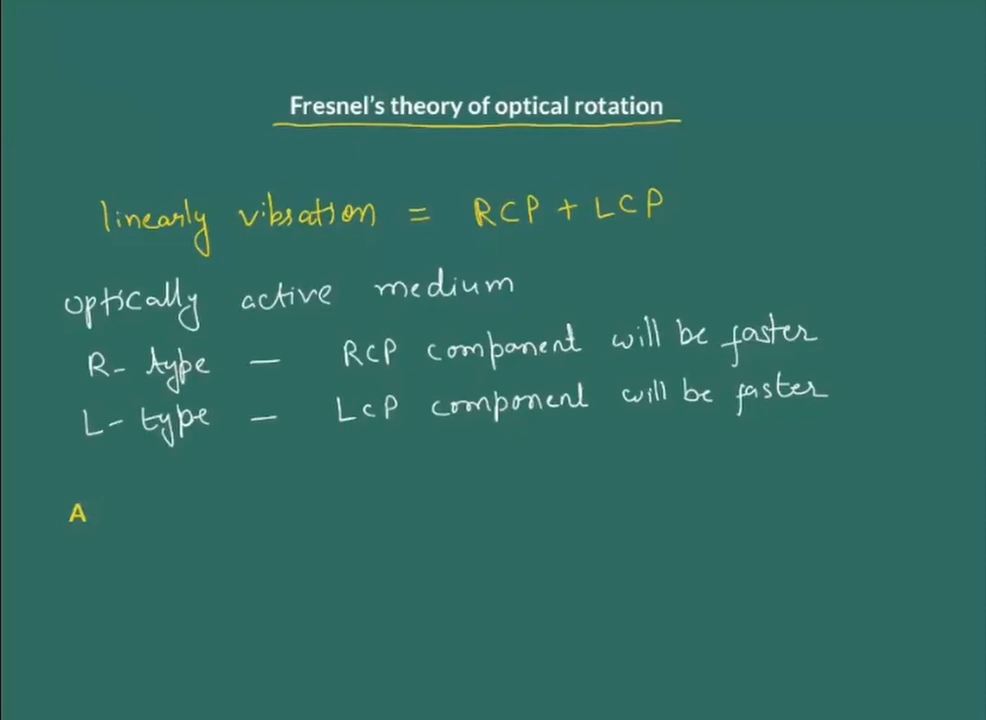 Fresnel's theory of optical rotation
linearly vibration = RCP + LCP
optically active medium
R- type — RCP component will be faster
L- type — LCP component will be faster
A